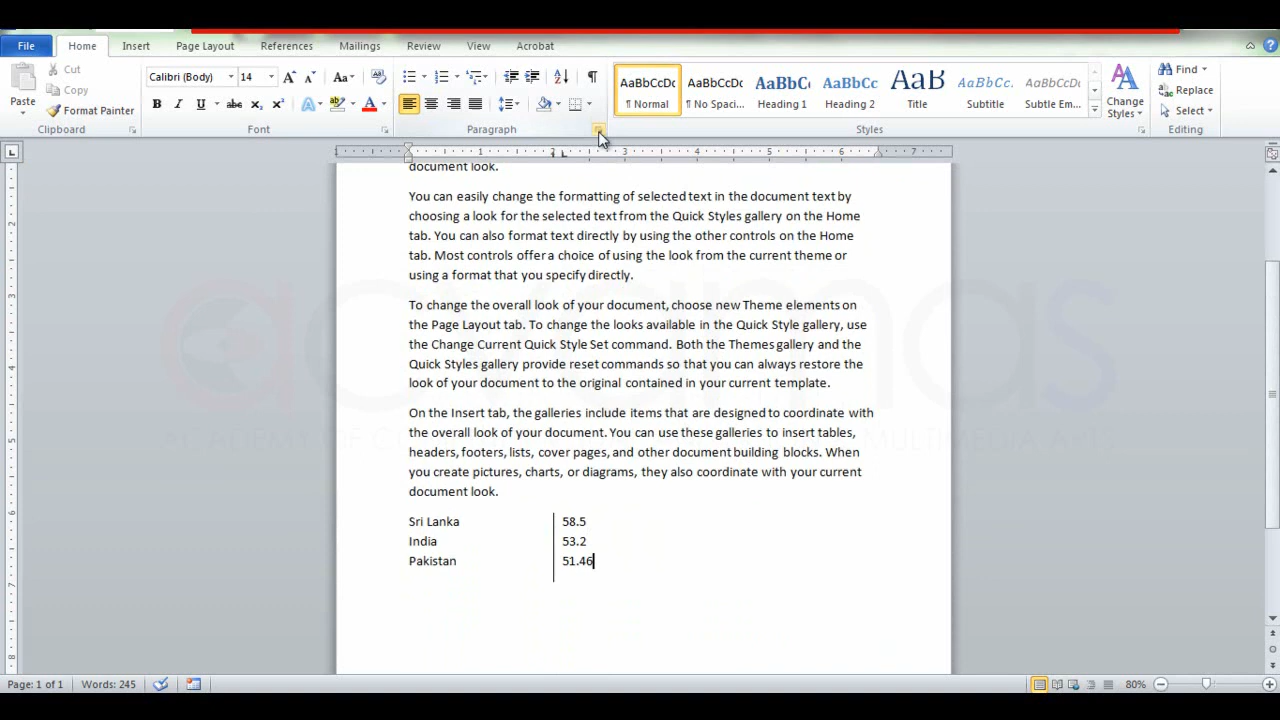 File Home Insert Page Layout References Mailings Review View Acrobat
Cut
Copy
Paste
Format Painter
Clipboard
Calibri (Body) 14
Font
Paragraph
AaBbCcDc AaBbCcDc AaBbC AaBbCc AaB AaBbCc. AaBbCcDc
¶ Normal ¶ No Spaci... Heading 1 Heading 2 Title Subtitle Subtle Em...
Change
Styles
Styles
Find
Replace
Select
Editing
1 2 3 4 5 6 7
document look.
You can easily change the formatting of selected text in the document text by
choosing a look for the selected text from the Quick Styles gallery on the Home
tab. You can also format text directly by using the other controls on the Home
tab. Most controls offer a choice of using the look from the current theme or
using a format that you specify directly.
To change the overall look of your document, choose new Theme elements on
the Page Layout tab. To change the looks available in the Quick Style gallery, use
the Change Current Quick Style Set command. Both the Themes gallery and the
Quick Styles gallery provide reset commands so that you can always restore the
look of your document to the original contained in your current template.
On the Insert tab, the galleries include items that are designed to coordinate with
the overall look of your document. You can use these galleries to insert tables,
headers, footers, lists, cover pages, and other document building blocks. When
you create pictures, charts, or diagrams, they also coordinate with your current
document look.
Sri Lanka 58.5
India 53.2
Pakistan 51.46
Page: 1 of 1 Words: 245 80%